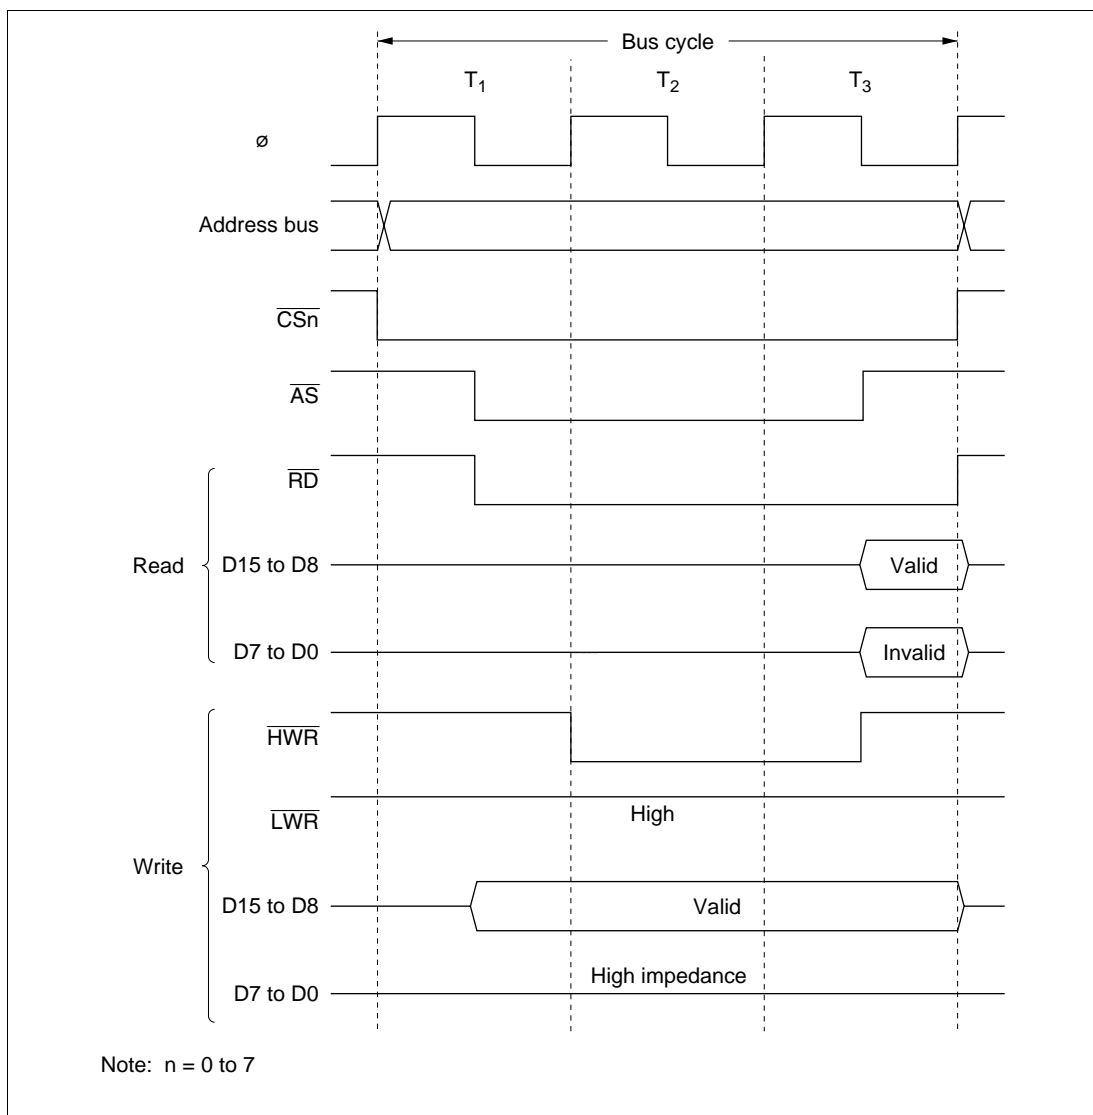 Bus cycle
T1 T2 T3
ø
Address bus
CSn
AS
RD
Read
D15 to D8 Valid
D7 to D0 Invalid
HWR
LWR High
Write
D15 to D8 Valid
D7 to D0 High impedance
Note: n = 0 to 7